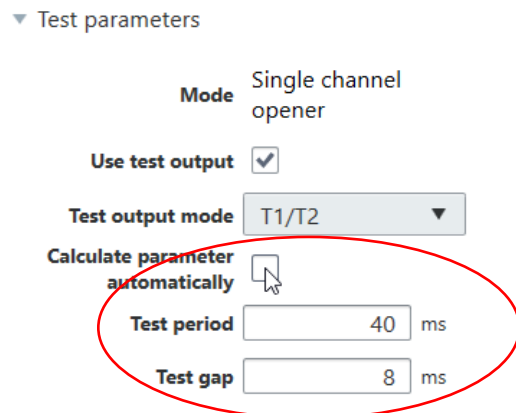 Test parameters
Mode Single channel
opener
Use test output
Test output mode T1/T2
Calculate parameter
automatically
Test period 40 ms
Test gap 8 ms